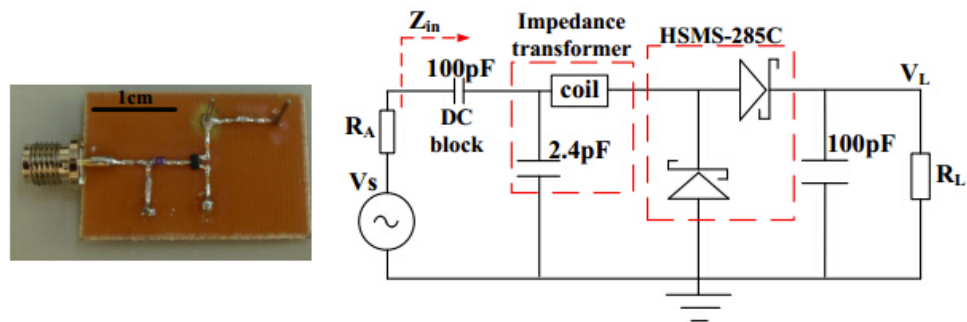 1cm
Zin
Impedance
transformer
HSMS-285C
100pF
coil
VL
RA
DC
block
2.4pF
100pF
RL
Vs